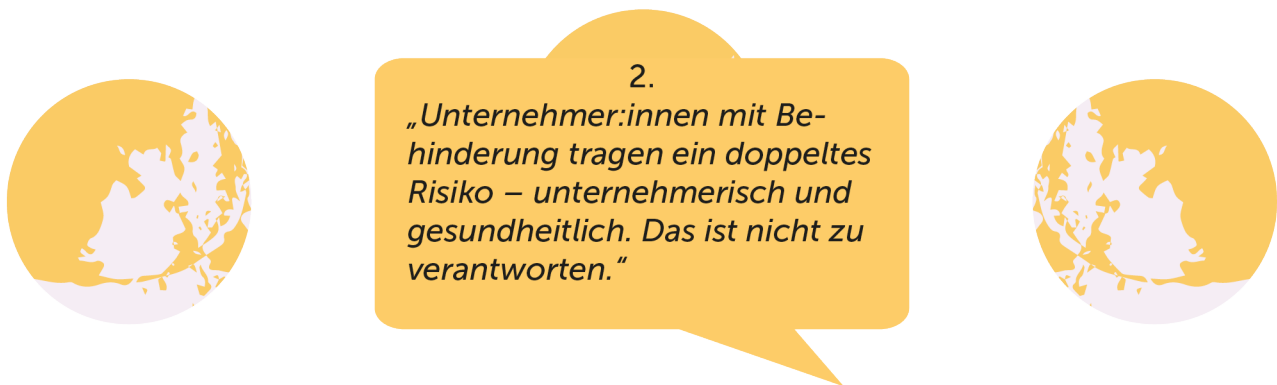 2.
„Unternehmer:innen mit Be-
hinderung tragen ein doppeltes
Risiko – unternehmerisch und
gesundheitlich. Das ist nicht zu
verantworten.“